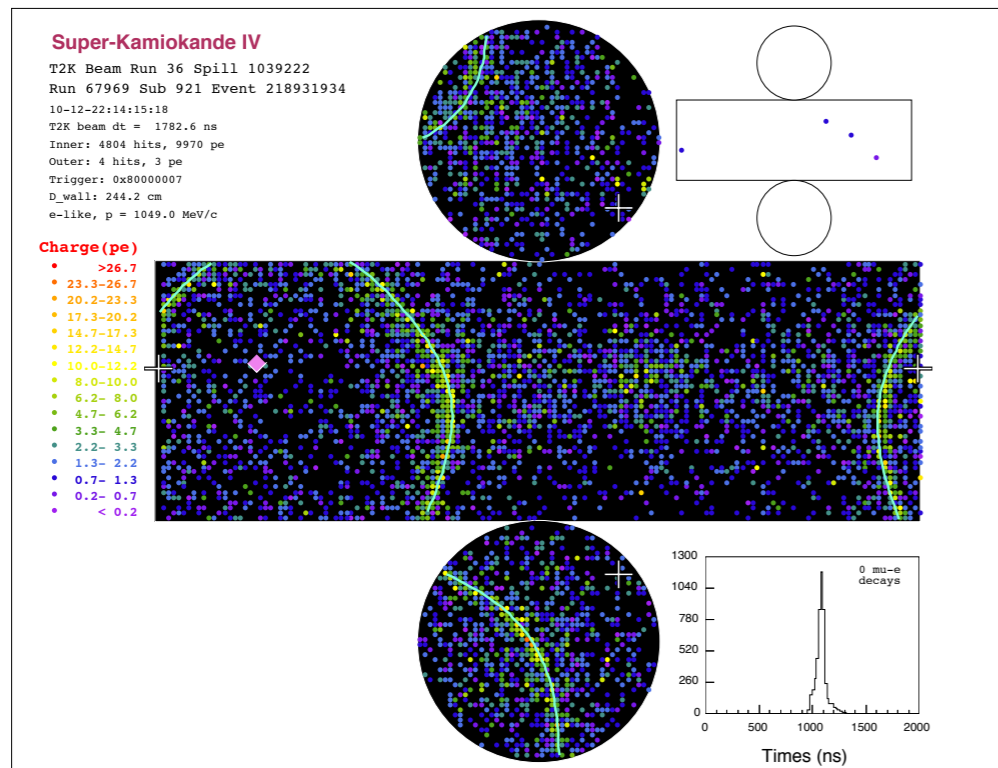 Super-Kamiokande IV
T2K Beam Run 36 Spill 1039222
Run 67969 Sub 921 Event 218931934
10-12-22:14:15:18
T2K beam dt = 1782.6 ns
Inner: 4804 hits, 9970 pe
Outer: 4 hits, 3 pe
Trigger: 0x80000007
D_wall: 244.2 cm
e-like, p = 1049.0 MeV/c
Charge(pe)
>26.7
23.3-26.7
20.2-23.3
17.3-20.2
14.7-17.3
12.2-14.7
10.0-12.2
8.0-10.0
6.2- 8.0
4.7- 6.2
3.3- 4.7
2.2- 3.3
1.3- 2.2
0.7- 1.3
0.2- 0.7
< 0.2
0 mu-e
decays
1300
1040
780
520
260
0
0 500 1000 1500 2000
Times (ns)